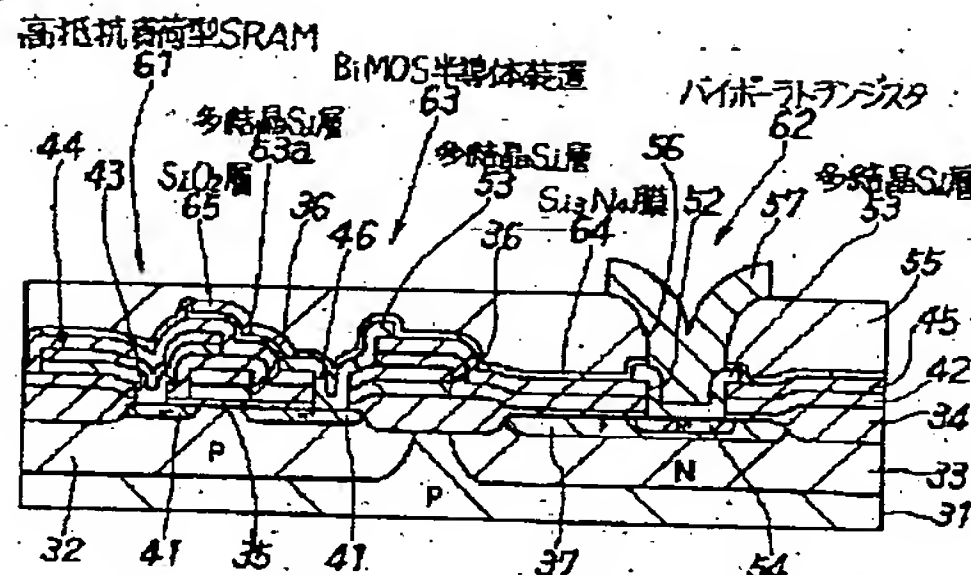 高抵抗負荷型SRAM
61
BiMOS半導体装置
63
バイポーラトランジスタ
62
多結晶Si層
53a
SiO₂層
65
44
43
36
46
多結晶Si層
53
36
Si₃N₄膜
64
56
52
57
多結晶Si層
53
55
45
42
34
33
31
P
P
N
32
41
35
41
37
54